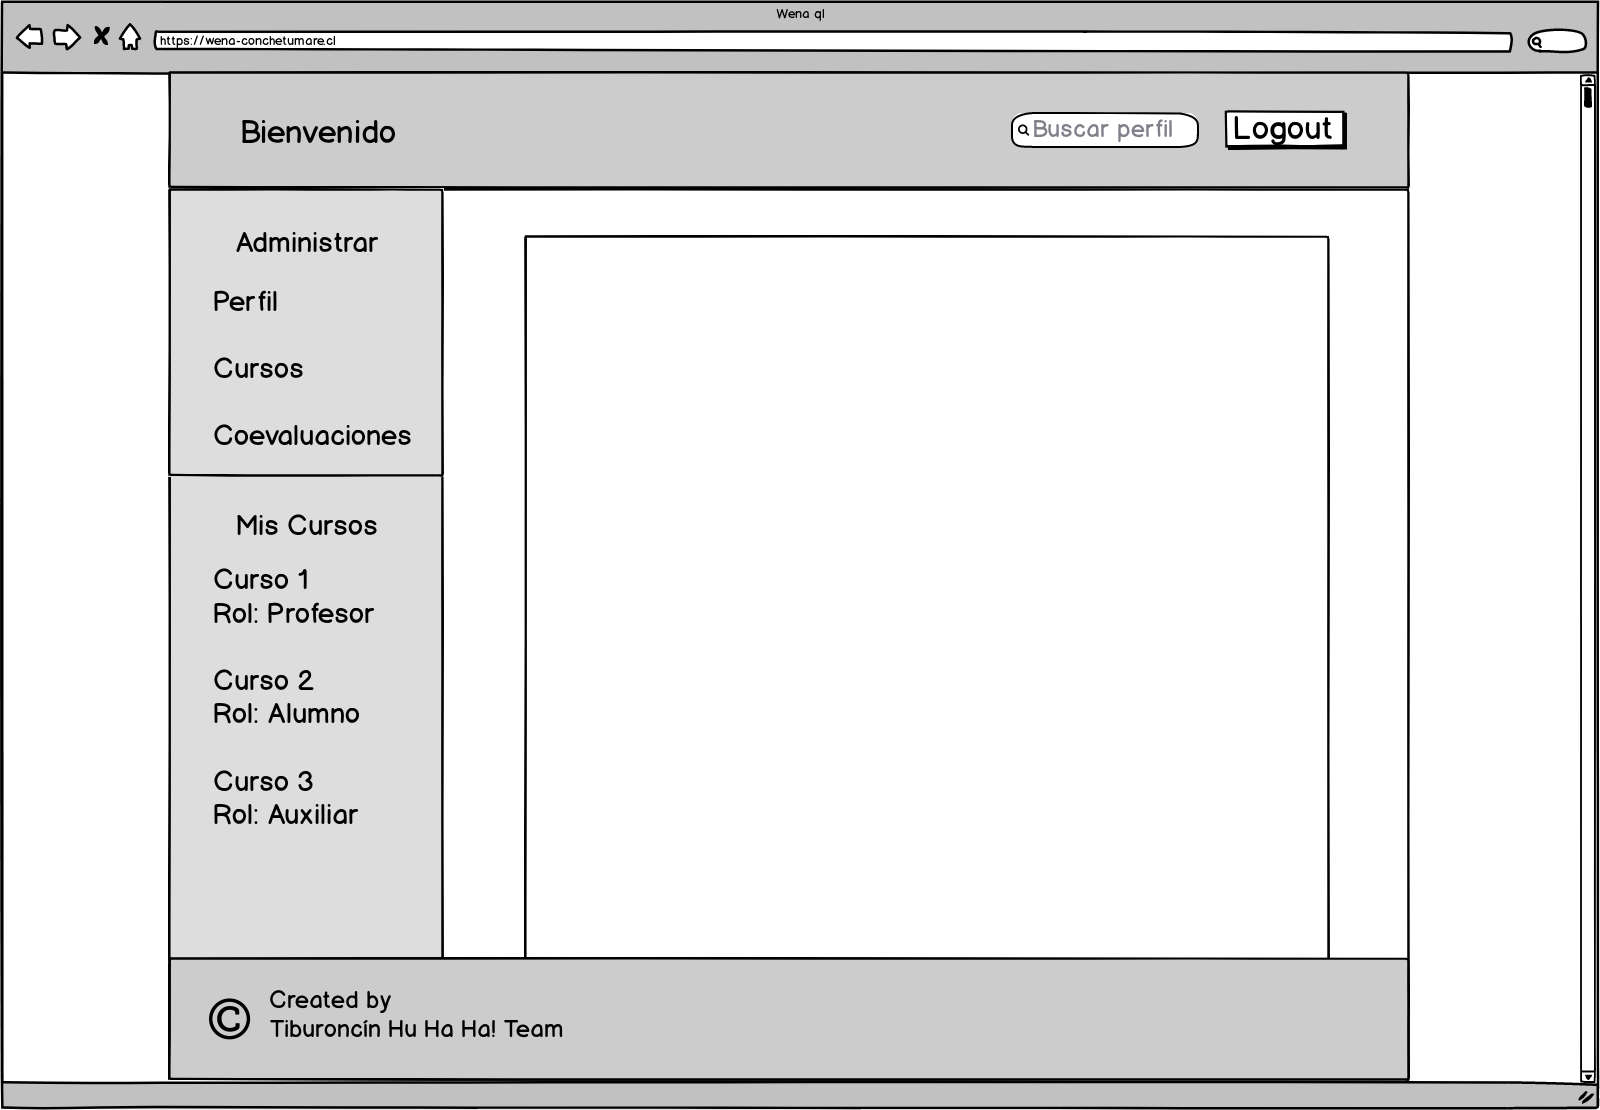 Wena ql
https://wena-conchetumare.cl
Bienvenido
Buscar perfil
Logout
Administrar
Perfil
Cursos
Coevaluaciones
Mis Cursos
Curso 1
Rol: Profesor
Curso 2
Rol: Alumno
Curso 3
Rol: Auxiliar
©
Created by
Tiburoncín Hu Ha Ha! Team